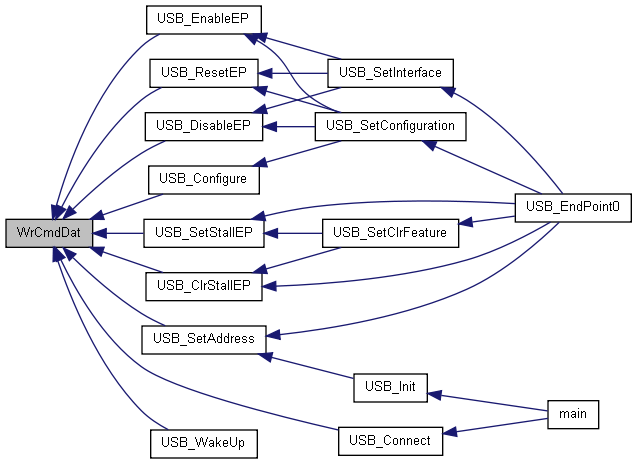 USB_EnableEP
USB_ResetEP
USB_SetInterface
USB_DisableEP
USB_SetConfiguration
USB_Configure
USB_EndPoint0
WrCmdDat
USB_SetStallEP
USB_SetClrFeature
USB_ClrStallEP
USB_SetAddress
USB_Init
main
USB_Connect
USB_WakeUp